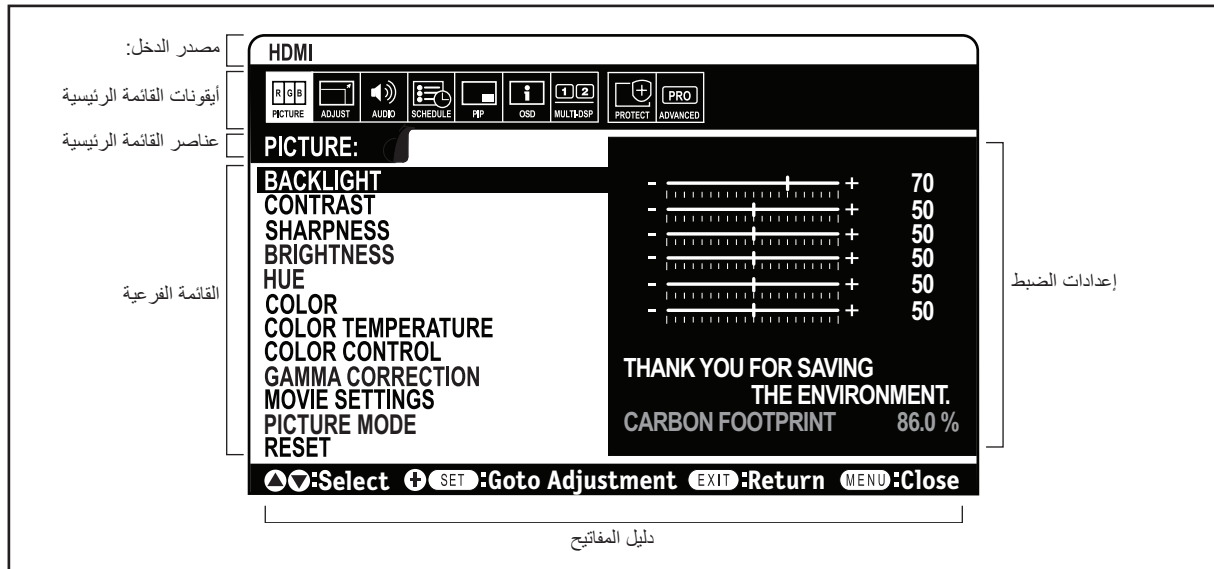 مصدر الدخل:
HDMI
أيقونات القائمة الرئيسية
R G B
PICTURE
ADJUST
AUDIO
SCHEDULE
PIP
i
OSD
1 2
MULTI-DSP
PROTECT
PRO
ADVANCED
عناصر القائمة الرئيسية
PICTURE:
القائمة الفرعية
BACKLIGHT - + 70
CONTRAST - + 50
SHARPNESS - + 50
BRIGHTNESS - + 50
HUE - + 50
COLOR - + 50
COLOR TEMPERATURE
COLOR CONTROL
GAMMA CORRECTION
MOVIE SETTINGS
PICTURE MODE
RESET
THANK YOU FOR SAVING
THE ENVIRONMENT.
CARBON FOOTPRINT 86.0 %
إعدادات الضبط
:Select + SET :Goto Adjustment EXIT :Return MENU :Close
دليل المفاتيح